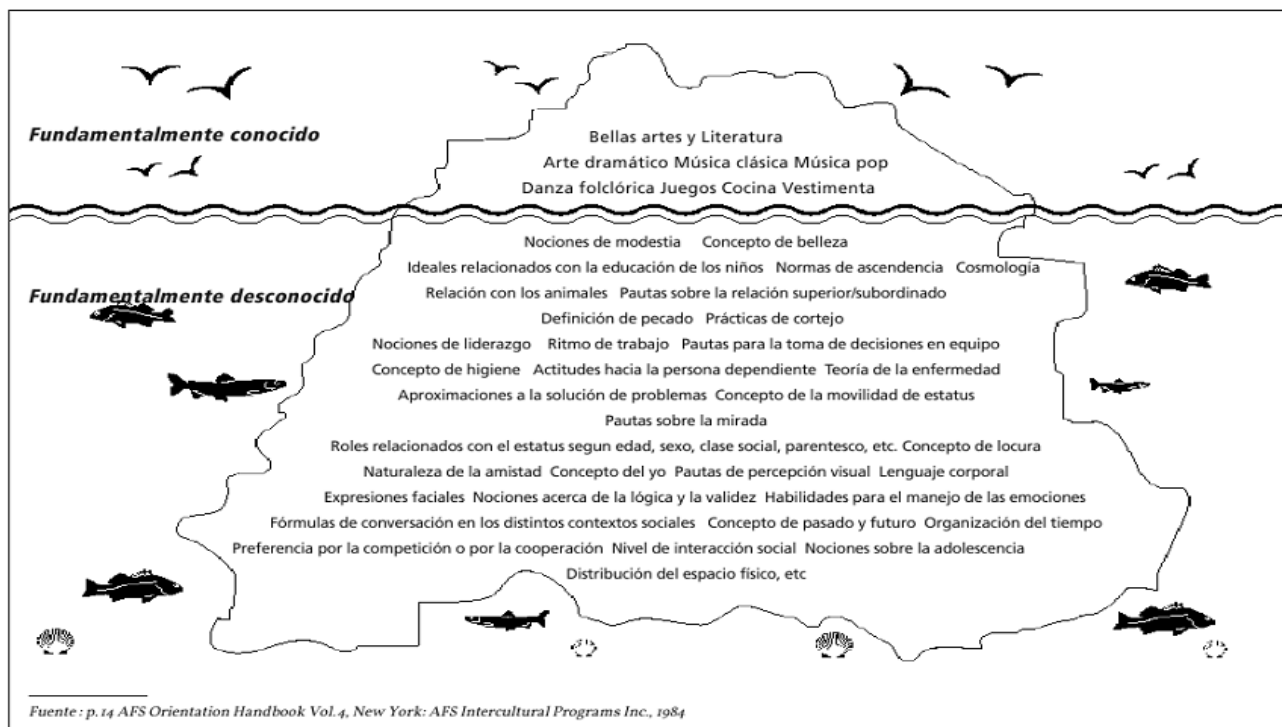 Fundamentalmente conocido
Bellas artes y Literatura
Arte dramático Música clásica Música pop
Danza folclórica Juegos Cocina Vestimenta
Nociones de modestia Concepto de belleza
Ideales relacionados con la educación de los niños Normas de ascendencia Cosmología
Fundamentalmente desconocido
Relación con los animales Pautas sobre la relación superior/subordinado
Definición de pecado Prácticas de cortejo
Nociones de liderazgo Ritmo de trabajo Pautas para la toma de decisiones en equipo
Concepto de higiene Actitudes hacia la persona dependiente Teoría de la enfermedad
Aproximaciones a la solución de problemas Concepto de la movilidad de estatus
Pautas sobre la mirada
Roles relacionados con el estatus segun edad, sexo, clase social, parentesco, etc. Concepto de locura
Naturaleza de la amistad Concepto del yo Pautas de percepción visual Lenguaje corporal
Expresiones faciales Nociones acerca de la lógica y la validez Habilidades para el manejo de las emociones
Fórmulas de conversación en los distintos contextos sociales Concepto de pasado y futuro Organización del tiempo
Preferencia por la competición o por la cooperación Nivel de interacción social Nociones sobre la adolescencia
Distribución del espacio físico, etc
Fuente : p. 14 AFS Orientation Handbook Vol. 4, New York: AFS Intercultural Programs Inc., 1984